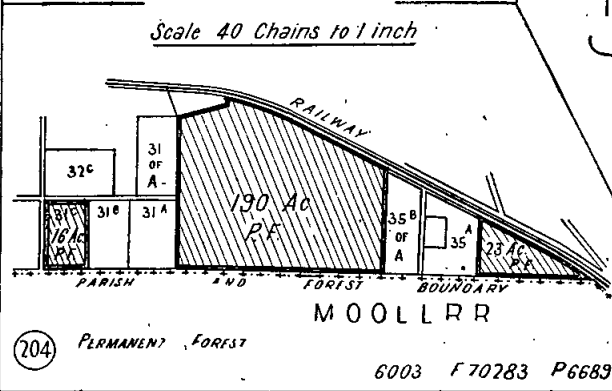 Scale 40 Chains to 1 inch
RAILWAY
31
OF
A
32C
190 Ac
P.F.
31C
16 Ac
P.F.
31B
31A
35B
OF
A
35A
23 Ac.
P.F.
PARISH AND FOREST BOUNDARY
MOOLLRR
204 PERMANENT FOREST
6003 F70283 P6689